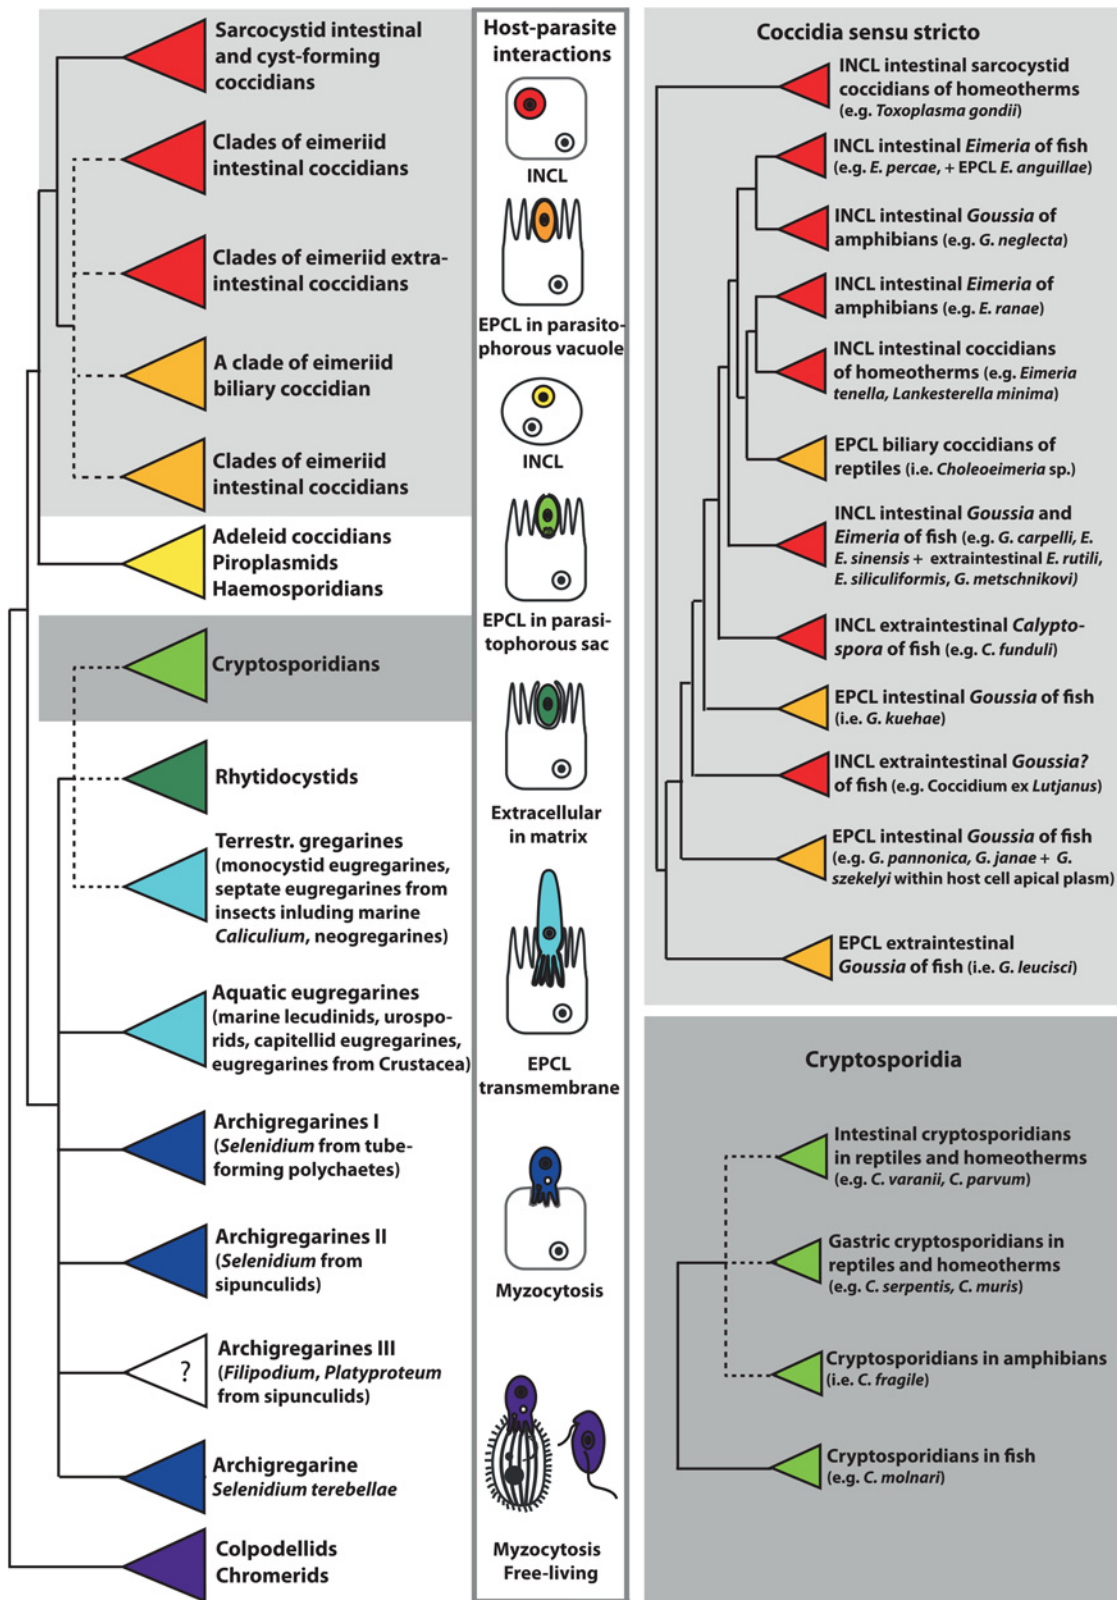 Sarcocystid intestinal
and cyst-forming
coccidians
Clades of eimeriid
intestinal coccidians
Clades of eimeriid extra-
intestinal coccidians
A clade of eimeriid
biliary coccidian
Clades of eimeriid
intestinal coccidians
Adeleid coccidians
Piroplasmids
Haemosporidians
Cryptosporidians
Rhytidocystids
Terrestr. gregarines
(monocystid eugregarines,
septate eugregarines from
insects inluding marine
Caliculium, neogregarines)
Aquatic eugregarines
(marine lecudinids, urospo-
rids, capitellid eugregarines,
eugregarines from Crustacea)
Archigregarines I
(Selenidium from tube-
forming polychaetes)
Archigregarines II
(Selenidium from
sipunculids)
?
Archigregarines III
(Filipodium, Platyproteum
from sipunculids)
Archigregarine
Selenidium terebellae
Colpodellids
Chromerids
Host-parasite
interactions
INCL
EPCL in parasito-
phorous vacuole
INCL
EPCL in parasi-
tophorous sac
Extracellular
in matrix
EPCL
transmembrane
Myzocytosis
Myzocytosis
Free-living
Coccidia sensu stricto
INCL intestinal sarcocystid
coccidians of homeotherms
(e.g. Toxoplasma gondii)
INCL intestinal Eimeria of fish
(e.g. E. percae, + EPCL E. anguillae)
INCL intestinal Goussia of
amphibians (e.g. G. neglecta)
INCL intestinal Eimeria of
amphibians (e.g. E. ranae)
INCL intestinal coccidians
of homeotherms (e.g. Eimeria
tenella, Lankesterella minima)
EPCL biliary coccidians of
reptiles (i.e. Choleoeimeria sp.)
INCL intestinal Goussia and
Eimeria of fish (e.g. G. carpelli, E.
E. sinensis + extraintestinal E. rutili,
E. siliculiformis, G. metschnikovi)
INCL extraintestinal Calypto-
spora of fish (e.g. C. funduli)
EPCL intestinal Goussia of fish
(i.e. G. kuehae)
INCL extraintestinal Goussia?
of fish (e.g. Coccidium ex Lutjanus)
EPCL intestinal Goussia of fish
(e.g. G. pannonica, G. janae + G.
szekelyi within host cell apical plasm)
EPCL extraintestinal
Goussia of fish (i.e. G. leucisci)
Cryptosporidia
Intestinal cryptosporidians
in reptiles and homeotherms
(e.g. C. varanii, C. parvum)
Gastric cryptosporidians in
reptiles and homeotherms
(e.g. C. serpentis, C. muris)
Cryptosporidians in amphibians
(i.e. C. fragile)
Cryptosporidians in fish
(e.g. C. molnari)